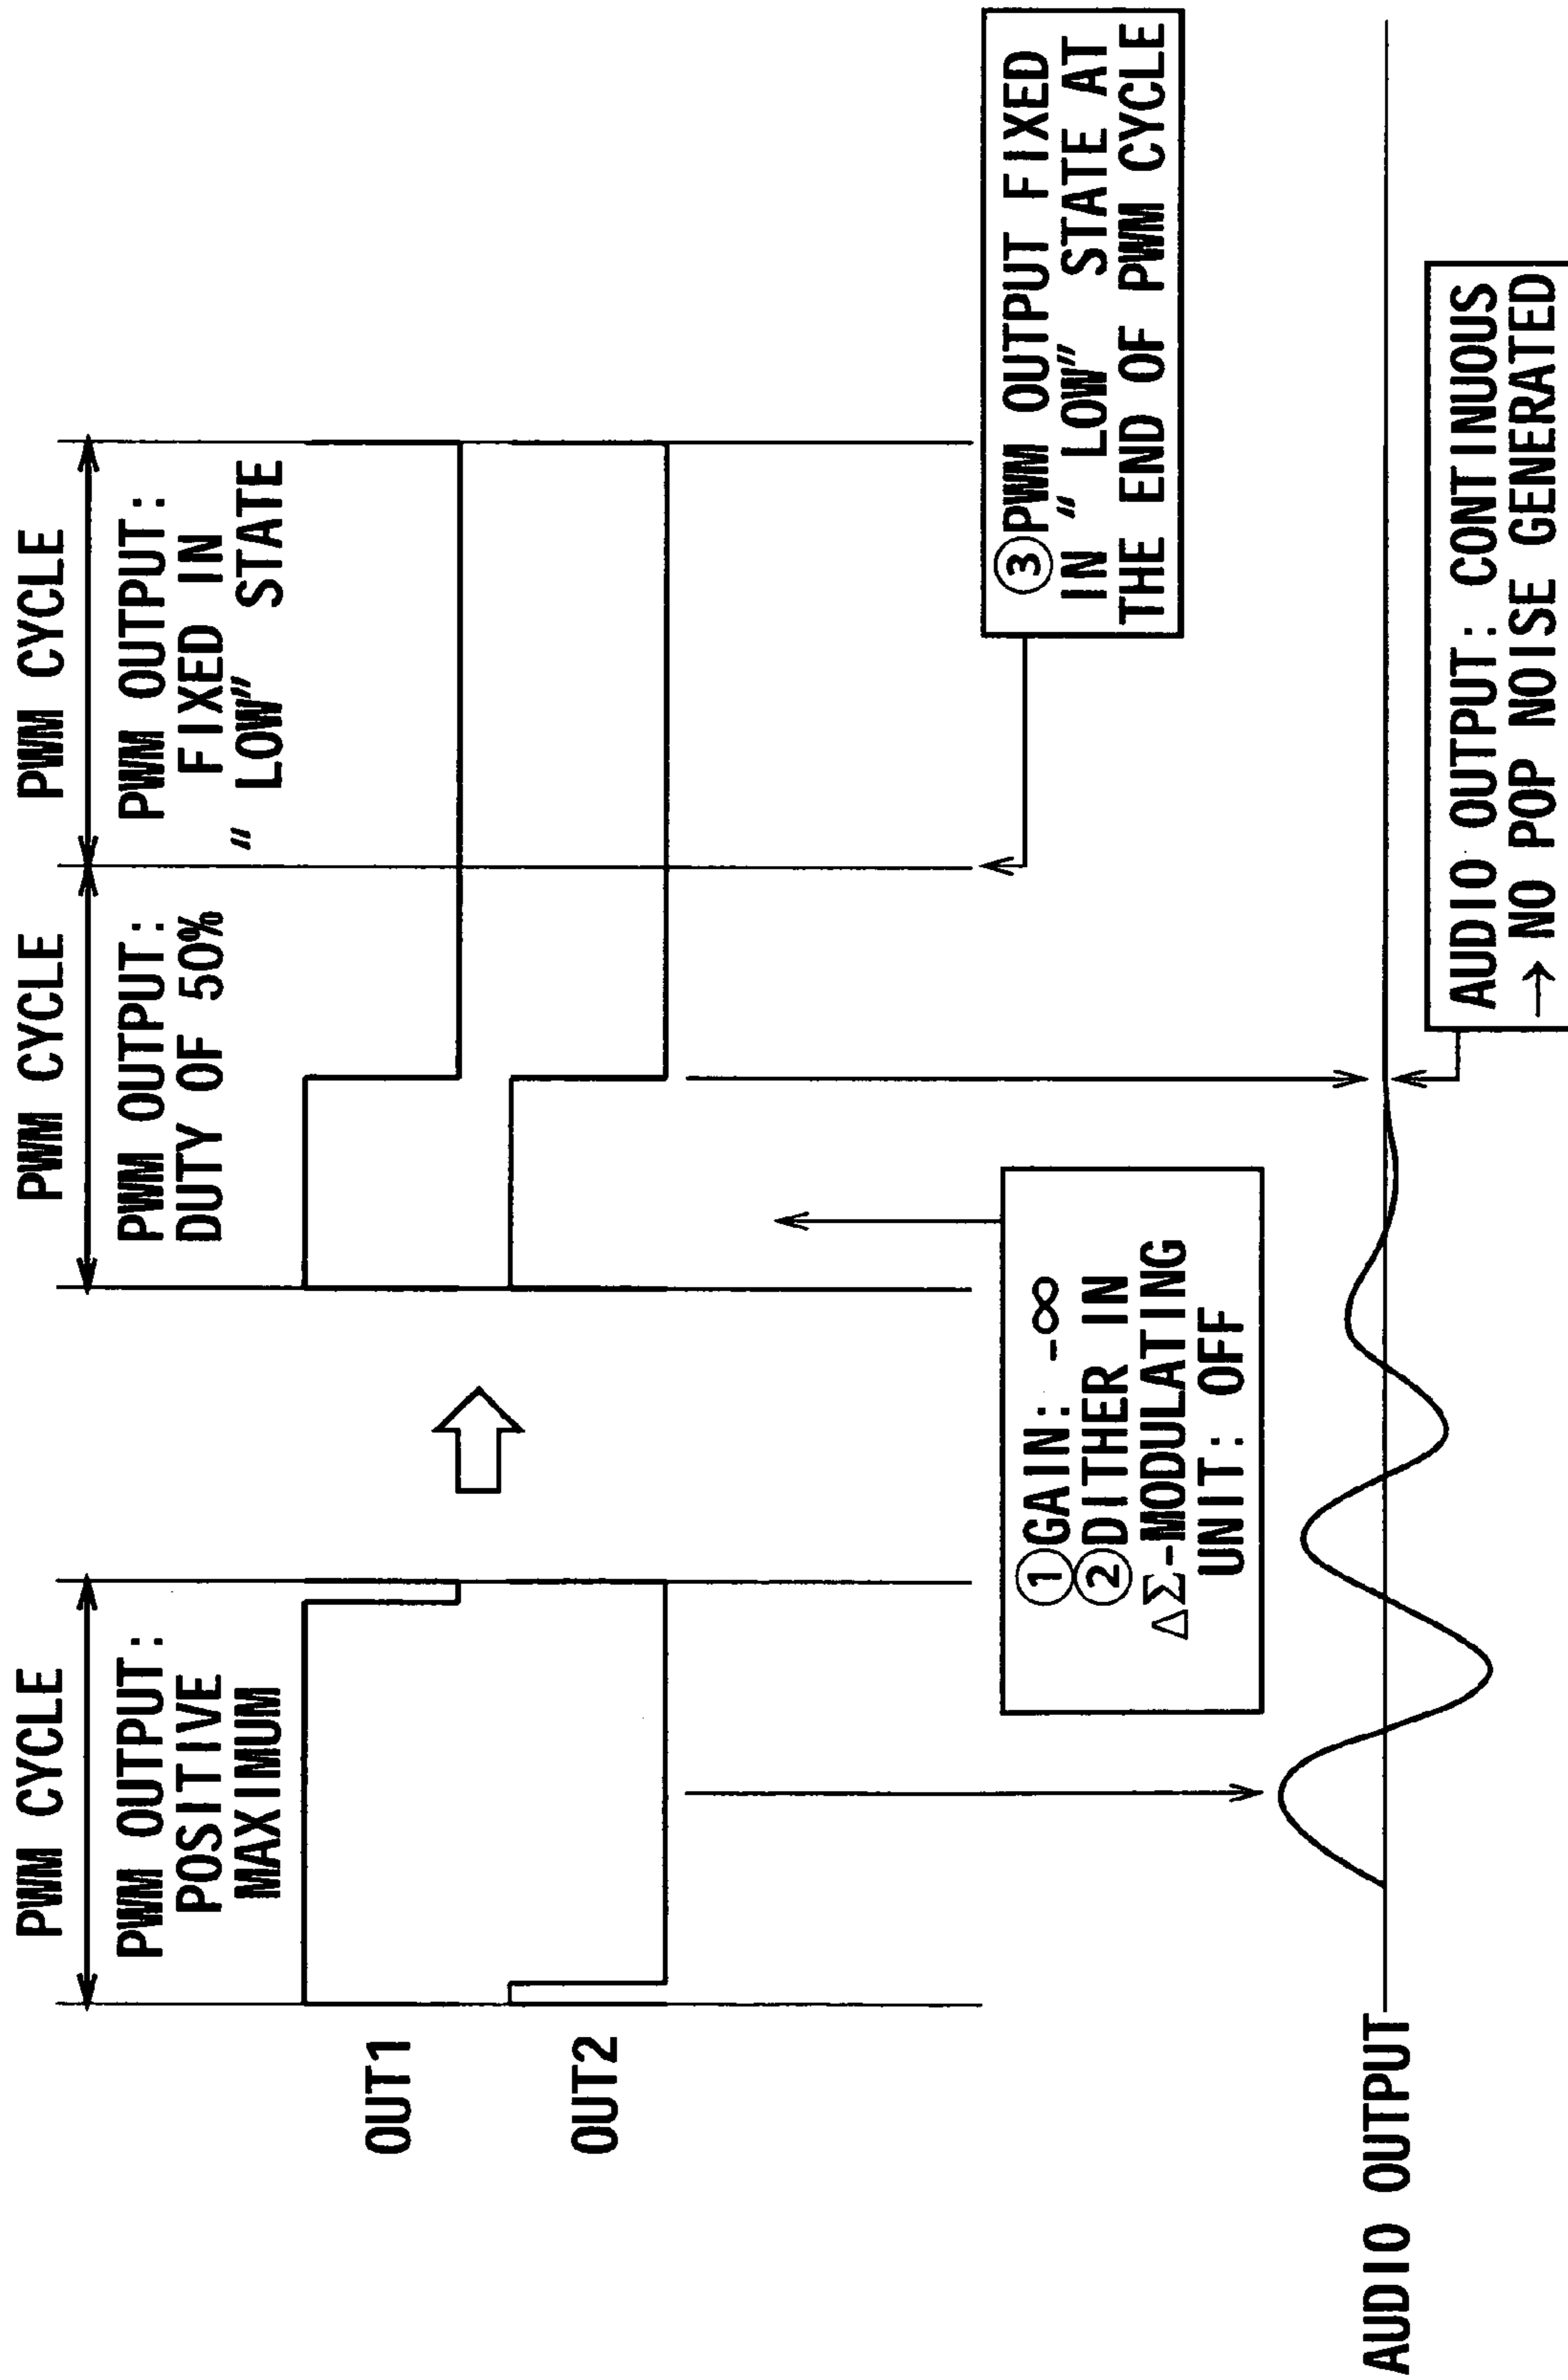 PWM CYCLE
PWM CYCLE
PWM CYCLE
PWM OUTPUT:
POSITIVE
MAXIMUM
PWM OUTPUT:
DUTY OF 50%
PWM OUTPUT:
FIXED IN
〃 LOW〃 STATE
OUT1
OUT2
①GAIN: -∞
②DITHER IN
ΔΣ-MODULATING
UNIT: OFF
③PWM OUTPUT FIXED
IN 〃 LOW〃 STATE AT
THE END OF PWM CYCLE
AUDIO OUTPUT
AUDIO OUTPUT: CONTINUOUS
→ NO POP NOISE GENERATED